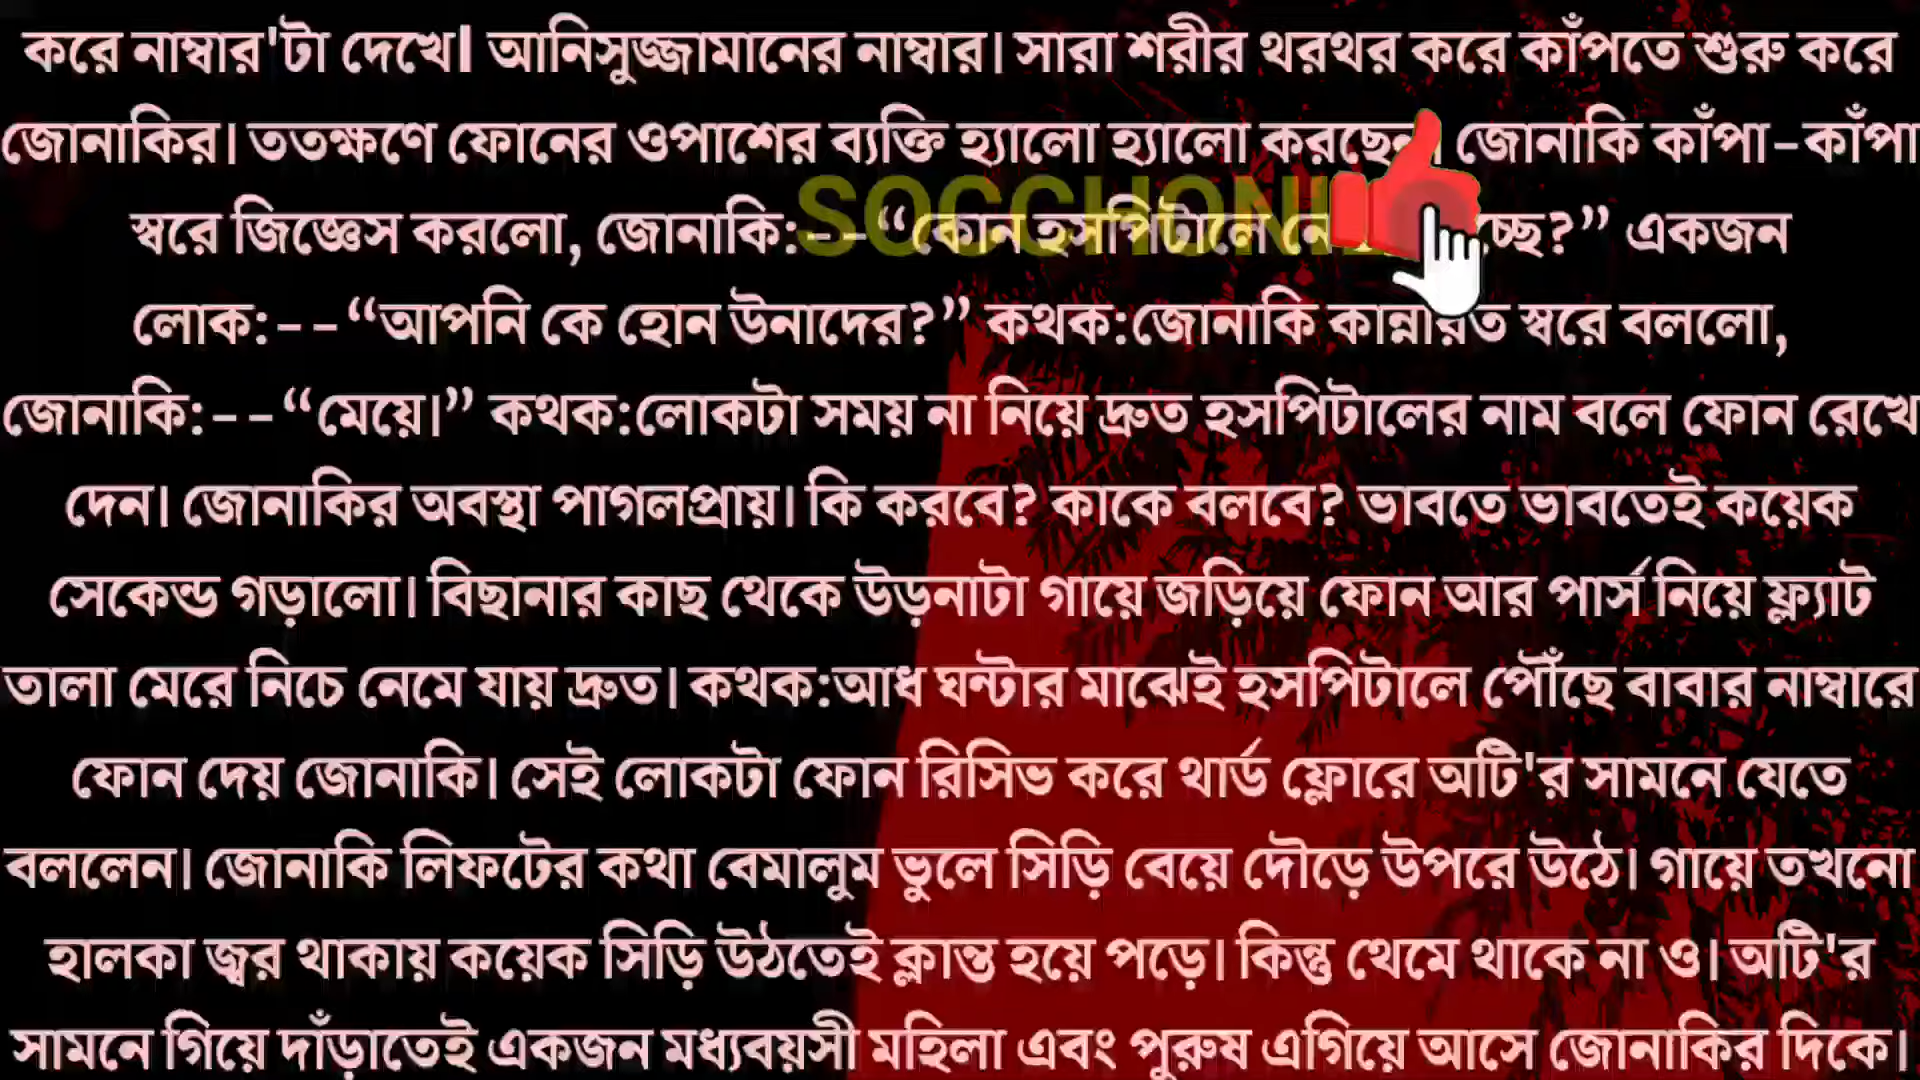 করে নাম্বার'টা দেখে। আনিসুজ্জামানের নাম্বার। সারা শরীর থরথর করে কাঁপতে শুরু করে
জোনাকির। ততক্ষণে ফোনের ওপাশের ব্যক্তি হ্যালো হ্যালো করছেন। জোনাকি কাঁপা-কাঁপা
স্বরে জিজ্ঞেস করলো, জোনাকি:--“কোন হসপিটালে চ্ছে?” একজন
SOCCHONI
লোক:--“আপনি কে হোন উনাদের?” কথক:জোনাকি কান্নারত স্বরে বললো,
জোনাকি:--“মেয়ে।” কথক:লোকটা সময় না নিয়ে দ্রুত হসপিটালের নাম বলে ফোন রেখে
দেন। জোনাকির অবস্থা পাগলপ্রায়। কি করবে? কাকে বলবে? ভাবতে ভাবতেই কয়েক
সেকেন্ড গড়ালো। বিছানার কাছ থেকে উড়নাটা গায়ে জড়িয়ে ফোন আর পার্স নিয়ে ফ্ল্যাট
তালা মেরে নিচে নেমে যায় দ্রুত। কথক:আধ ঘন্টার মাঝেই হসপিটালে পৌঁছে বাবার নাম্বারে
ফোন দেয় জোনাকি। সেই লোকটা ফোন রিসিভ করে থার্ড ফ্লোরে অটি'র সামনে যেতে
বললেন। জোনাকি লিফটের কথা বেমালুম ভুলে সিড়ি বেয়ে দৌড়ে উপরে উঠে। গায়ে তখনো
হালকা জ্বর থাকায় কয়েক সিড়ি উঠতেই ক্লান্ত হয়ে পড়ে। কিন্তু থেমে থাকে না ও। অটি'র
সামনে গিয়ে দাঁড়াতেই একজন মধ্যবয়সী মহিলা এবং পুরুষ এগিয়ে আসে জোনাকির দিকে।